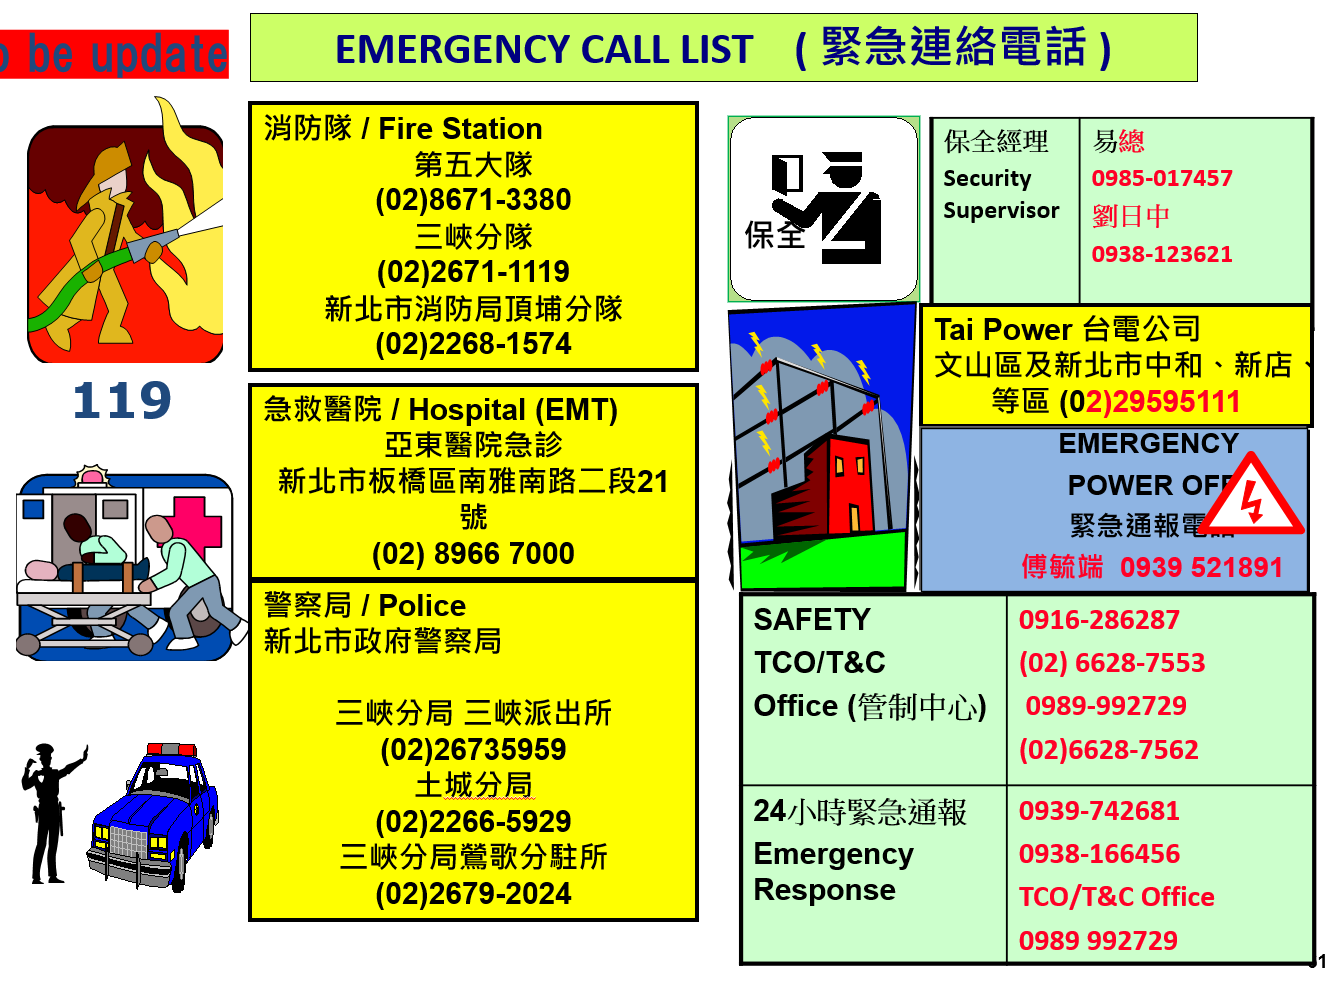 o be update
EMERGENCY CALL LIST （緊急連絡電話）
119
消防隊 / Fire Station
第五大隊
(02)8671-3380
三峽分隊
(02)2671-1119
新北市消防局頂埔分隊
(02)2268-1574
急救醫院 / Hospital (EMT)
亞東醫院急診
新北市板橋區南雅南路二段21
號
(02) 8966 7000
警察局 / Police
新北市政府警察局
三峽分局 三峽派出所
(02)26735959
土城分局
(02)2266-5929
三峽分局鶯歌分駐所
(02)2679-2024
保全
保全經理
Security
Supervisor
易總
0985-017457
劉日中
0938-123621
Tai Power 台電公司
文山區及新北市中和、新店、
等區 (02)29595111
EMERGENCY
POWER OFF
緊急通報電話
傅毓端 0939 521891
SAFETY
TCO/T&C
Office (管制中心)
0916-286287
(02) 6628-7553
0989-992729
(02)6628-7562
24小時緊急通報
Emergency
Response
0939-742681
0938-166456
TCO/T&C Office
0989 992729